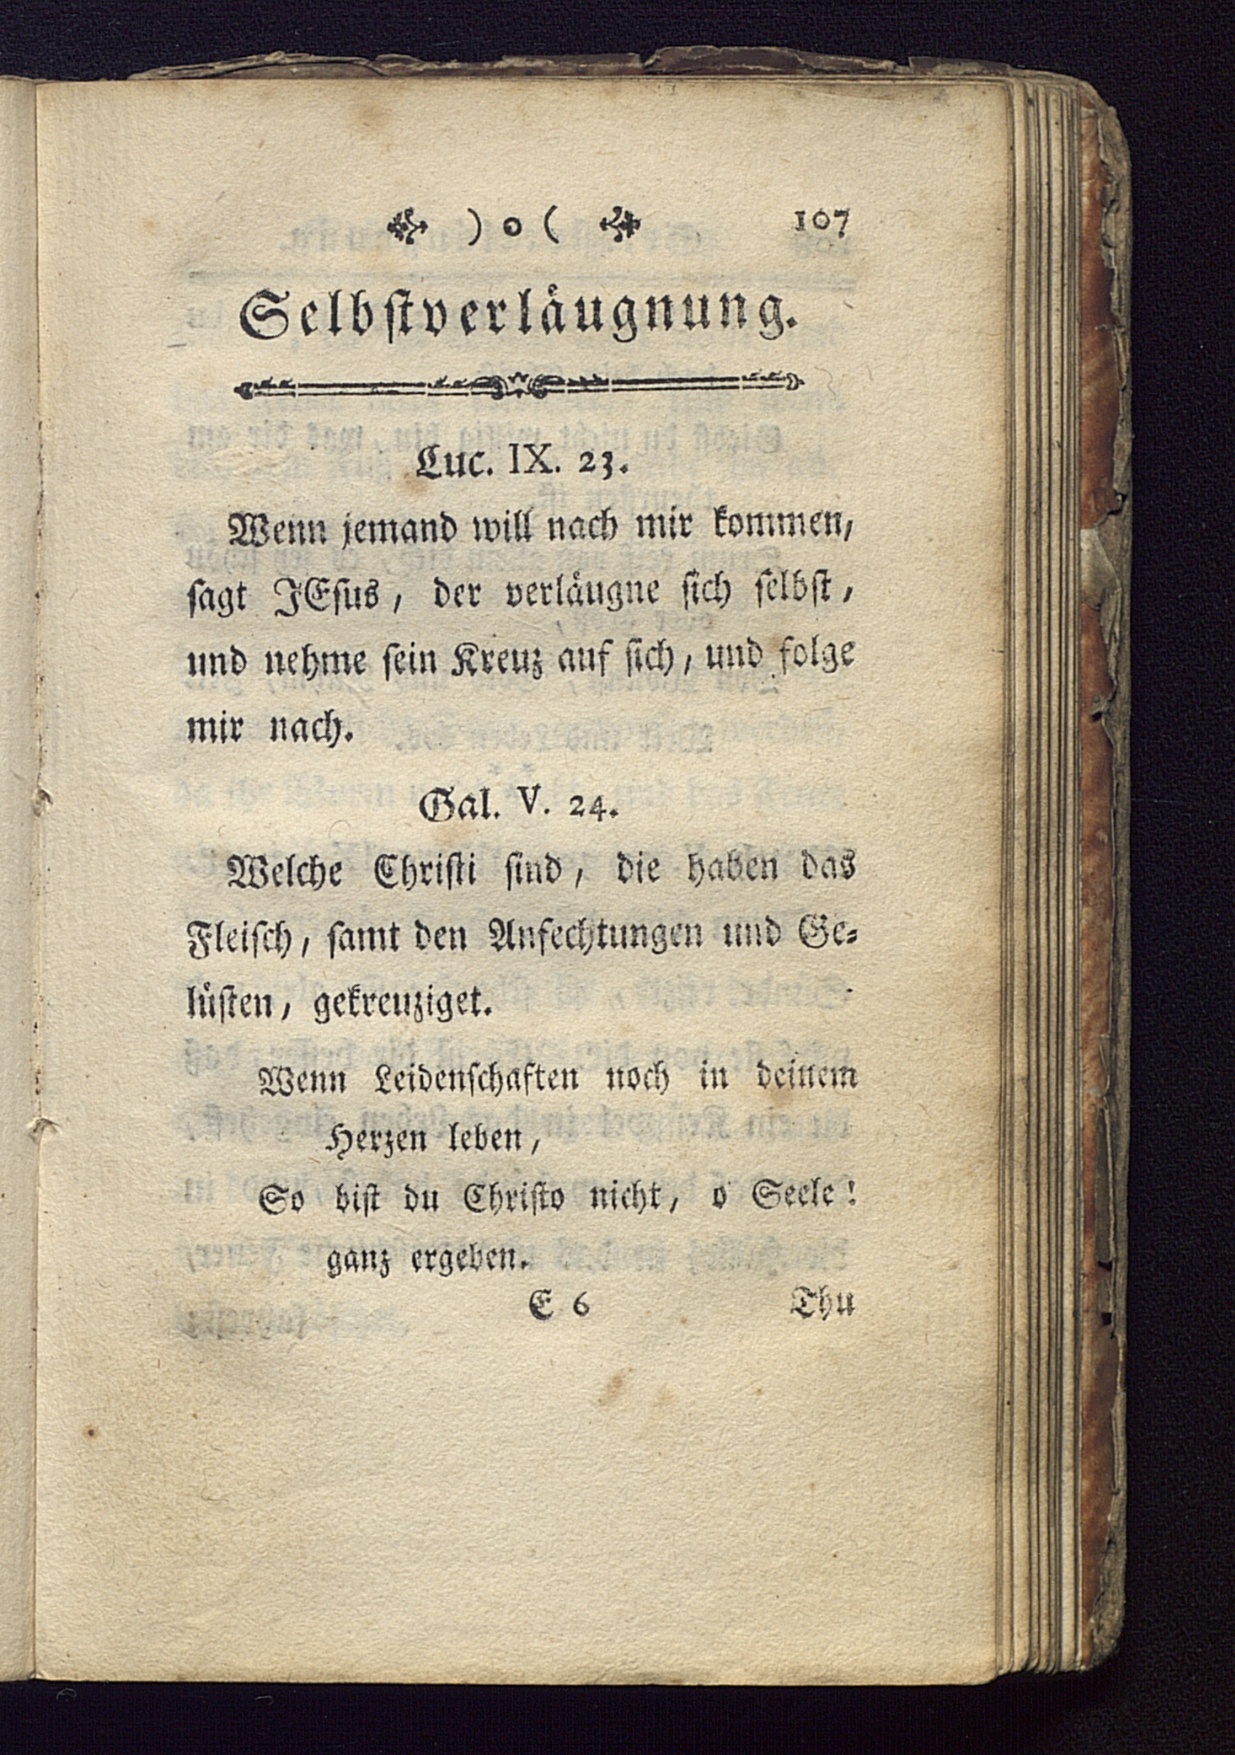 )o( 107
Selbstverläugnung.
Luc. IX. 23.
Wenn jemand will nach mir kommen,
sagt JEsus, der verläugne sich selbst,
und nehme sein Kreuz auf sich, und folge
mir nach.
Gal. V. 24.
Welche Christi sind, die haben das
Fleisch, samt den Anfechtungen und Ge-
lüsten, gekreuziget.
Wenn Leidenschaften noch in deinem
Herzen leben,
So bist du Christo nicht, o Seele!
ganz ergeben.
E 6 Thu